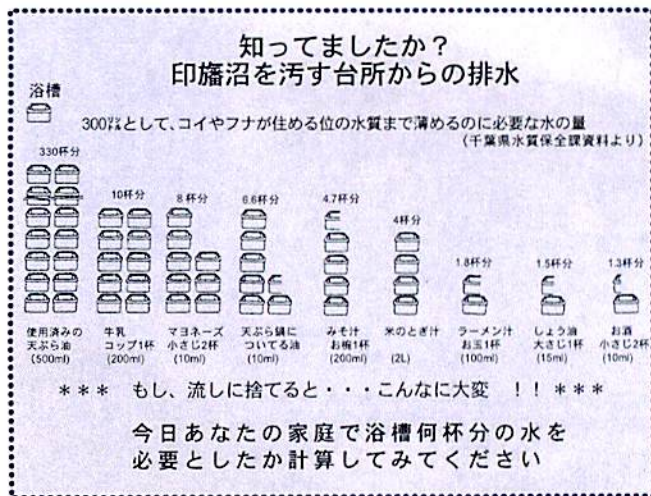 知ってましたか？
印旛沼を汚す台所からの排水
浴槽
300㍑として、コイやフナが住める位の水質まで薄めるのに必要な水の量
（千葉県水質保全課資料より）
330杯分
10杯分
8杯分
6.6杯分
4.7杯分
4杯分
1.8杯分
1.5杯分
1.3杯分
使用済みの
天ぷら油
(500ml)
牛乳
コップ1杯
(200ml)
マヨネーズ
小さじ2杯
(10ml)
天ぷら鍋に
ついてる油
(10ml)
みそ汁
お椀1杯
(200ml)
米のとぎ汁
(2L)
ラーメン汁
お玉1杯
(100ml)
しょう油
大さじ1杯
(15ml)
お酒
小さじ2杯
(10ml)
＊＊＊ もし、流しに捨てると・・・こんなに大変 ！！＊＊＊
今日あなたの家庭で浴槽何杯分の水を
必要としたか計算してみてください